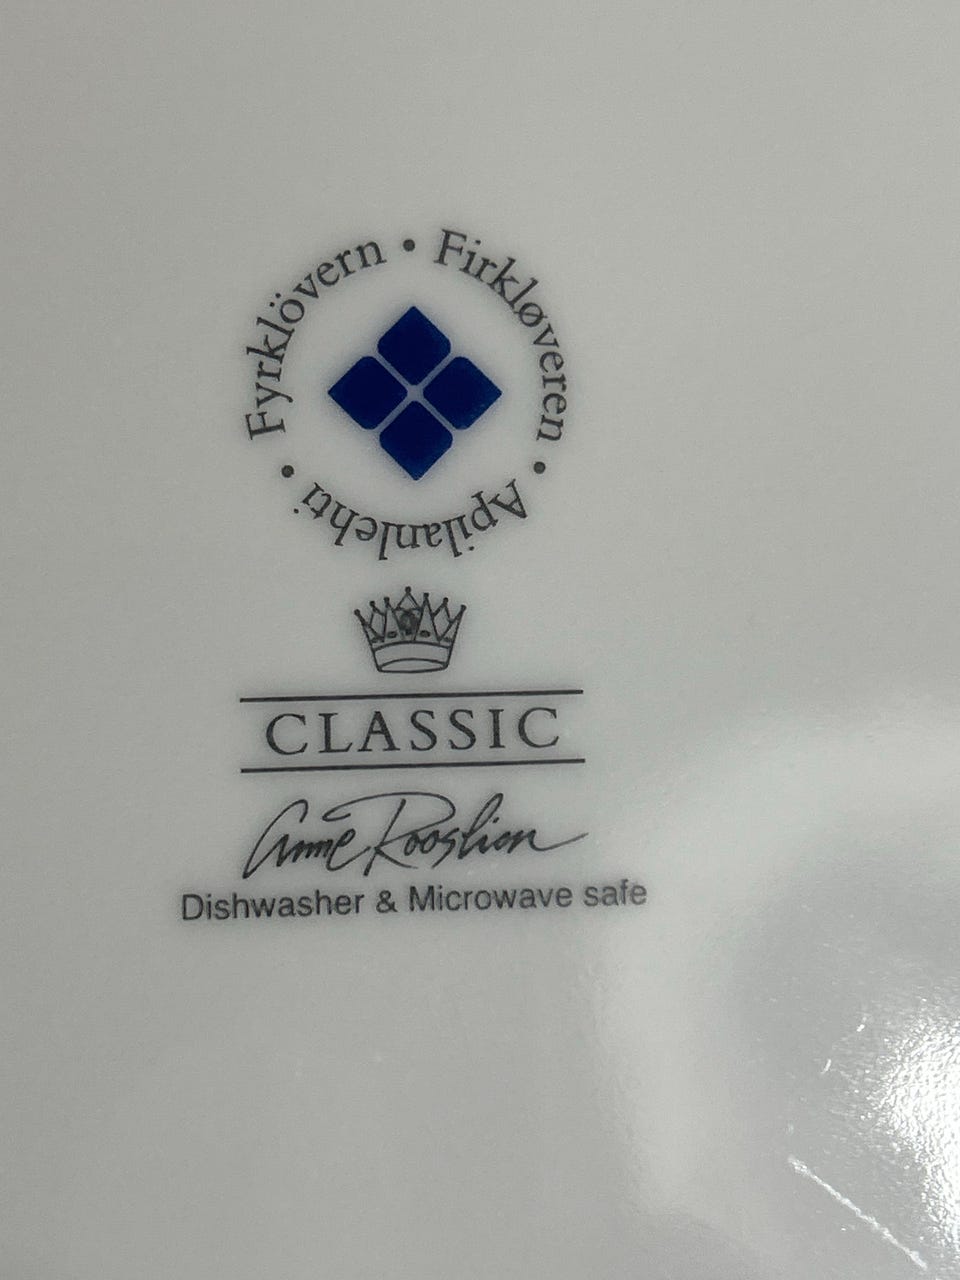 Fyrklövern • Firkløveren • Apilanlehti •
CLASSIC
Anne Rooslien
Dishwasher & Microwave safe